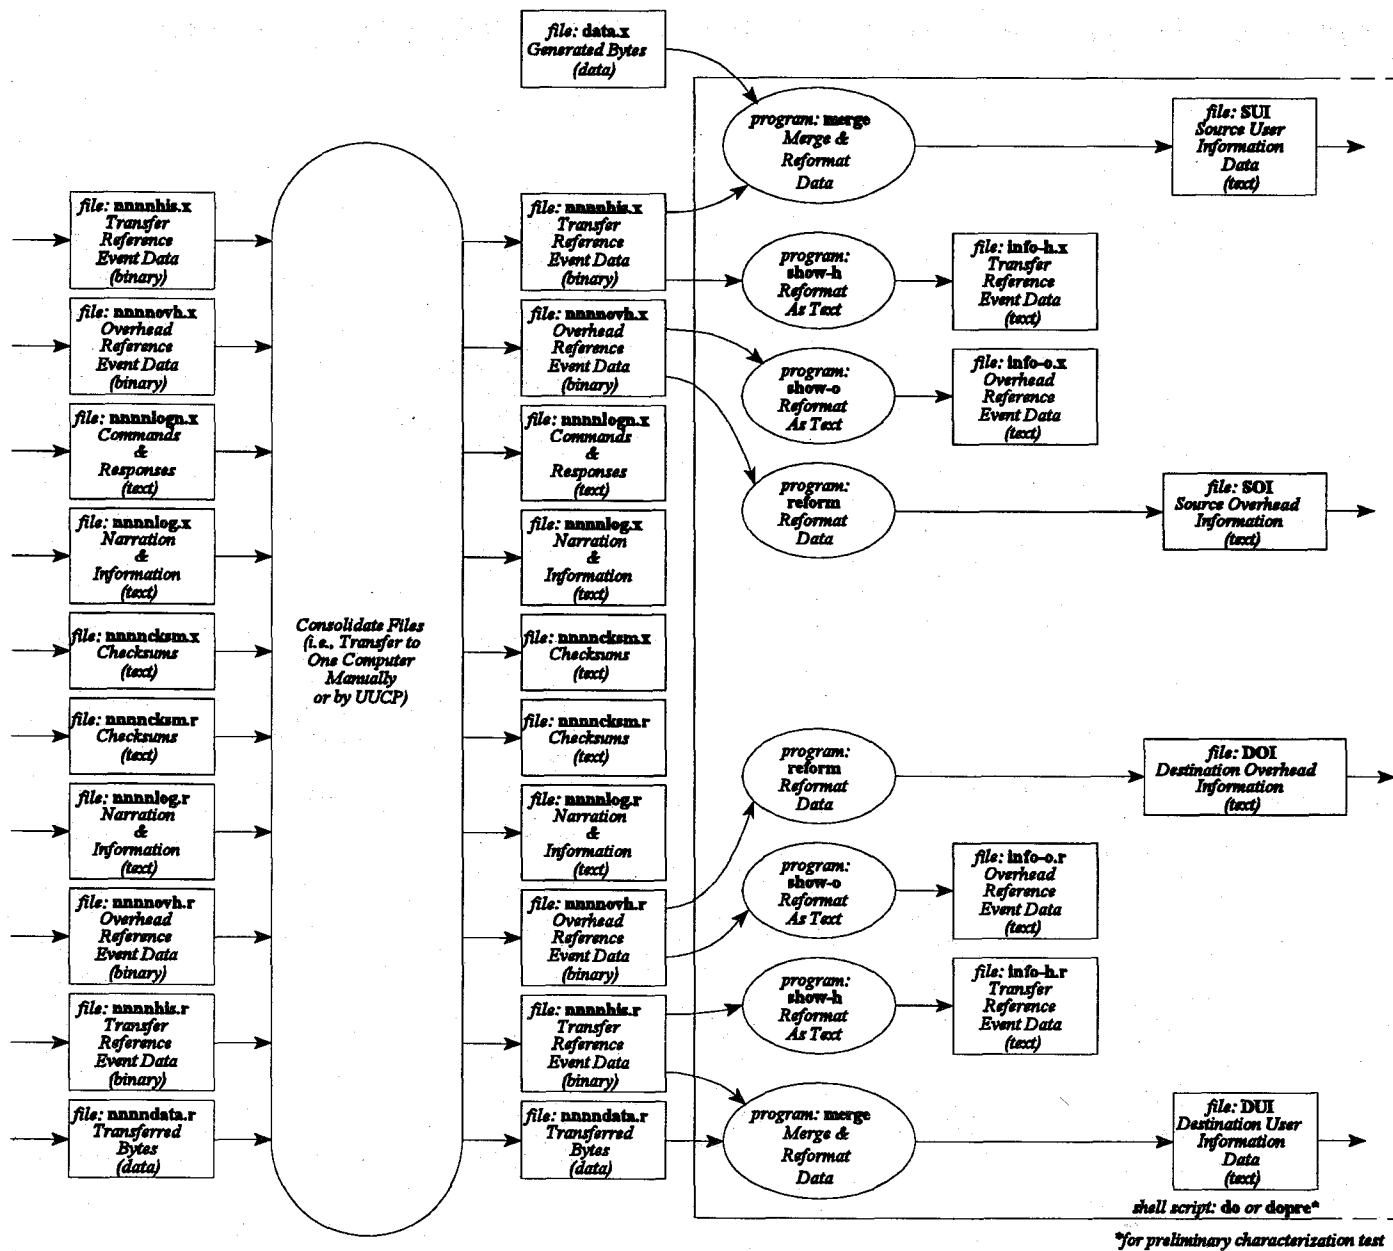 file: data.x
Generated Bytes
(data)
program: merge
Merge &
Reformat
Data
file: SUI
Source User
Information
Data
(text)
file: nnnnhis.x
Transfer
Reference
Event Data
(binary)
file: nnnnovh.x
Overhead
Reference
Event Data
(binary)
file: nnnnlogn.x
Commands
&
Responses
(text)
file: nnnnlog.x
Narration
&
Information
(text)
file: nnnncksm.x
Checksums
(text)
file: nnnncksm.r
Checksums
(text)
file: nnnnlog.r
Narration
&
Information
(text)
file: nnnnovh.r
Overhead
Reference
Event Data
(binary)
file: nnnnhis.r
Transfer
Reference
Event Data
(binary)
file: nnnndata.r
Transferred
Bytes
(data)
Consolidate Files
(i.e., Transfer to
One Computer
Manually
or by UUCP)
file: nnnnhis.x
Transfer
Reference
Event Data
(binary)
file: nnnnovh.x
Overhead
Reference
Event Data
(binary)
file: nnnnlogn.x
Commands
&
Responses
(text)
file: nnnnlog.x
Narration
&
Information
(text)
file: nnnncksm.x
Checksums
(text)
file: nnnncksm.r
Checksums
(text)
file: nnnnlog.r
Narration
&
Information
(text)
file: nnnnovh.r
Overhead
Reference
Event Data
(binary)
file: nnnnhis.r
Transfer
Reference
Event Data
(binary)
file: nnnndata.r
Transferred
Bytes
(data)
program:
show-h
Reformat
As Text
file: info-h.x
Transfer
Reference
Event Data
(text)
program:
show-o
Reformat
As Text
file: info-o.x
Overhead
Reference
Event Data
(text)
program:
reform
Reformat
Data
file: SOI
Source Overhead
Information
(text)
program:
reform
Reformat
Data
file: DOI
Destination Overhead
Information
(text)
program:
show-o
Reformat
As Text
file: info-o.r
Overhead
Reference
Event Data
(text)
program:
show-h
Reformat
As Text
file: info-h.r
Transfer
Reference
Event Data
(text)
program: merge
Merge &
Reformat
Data
file: DUI
Destination User
Information
Data
(text)
shell script: do or dopre*
*for preliminary characterization test